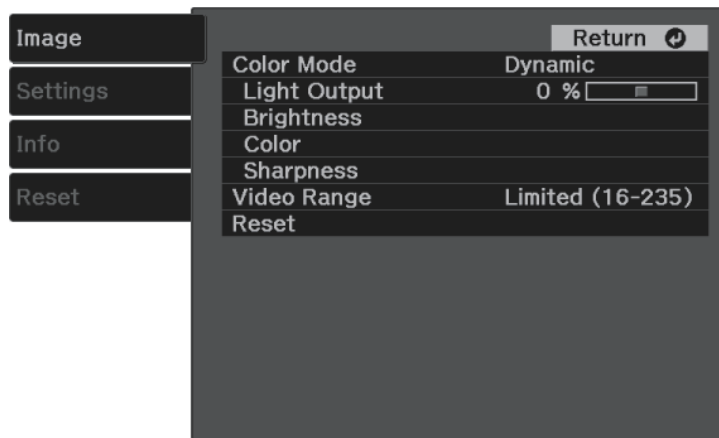 Image
Settings
Info
Reset
Return
Color Mode Dynamic
Light Output 0 %
Brightness
Color
Sharpness
Video Range Limited (16-235)
Reset